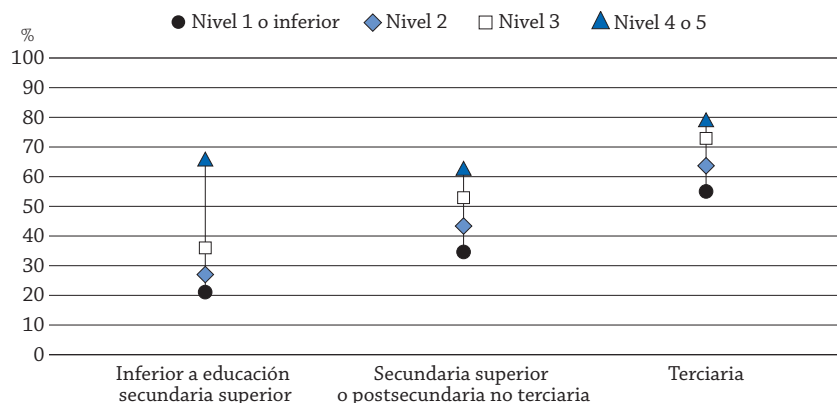 Nivel 1 o inferior Nivel 2 Nivel 3 Nivel 4 o 5
%
100
90
80
70
60
50
40
30
20
10
0
Inferior a educación
secundaria superior
Secundaria superior
o postsecundaria no terciaria
Terciaria